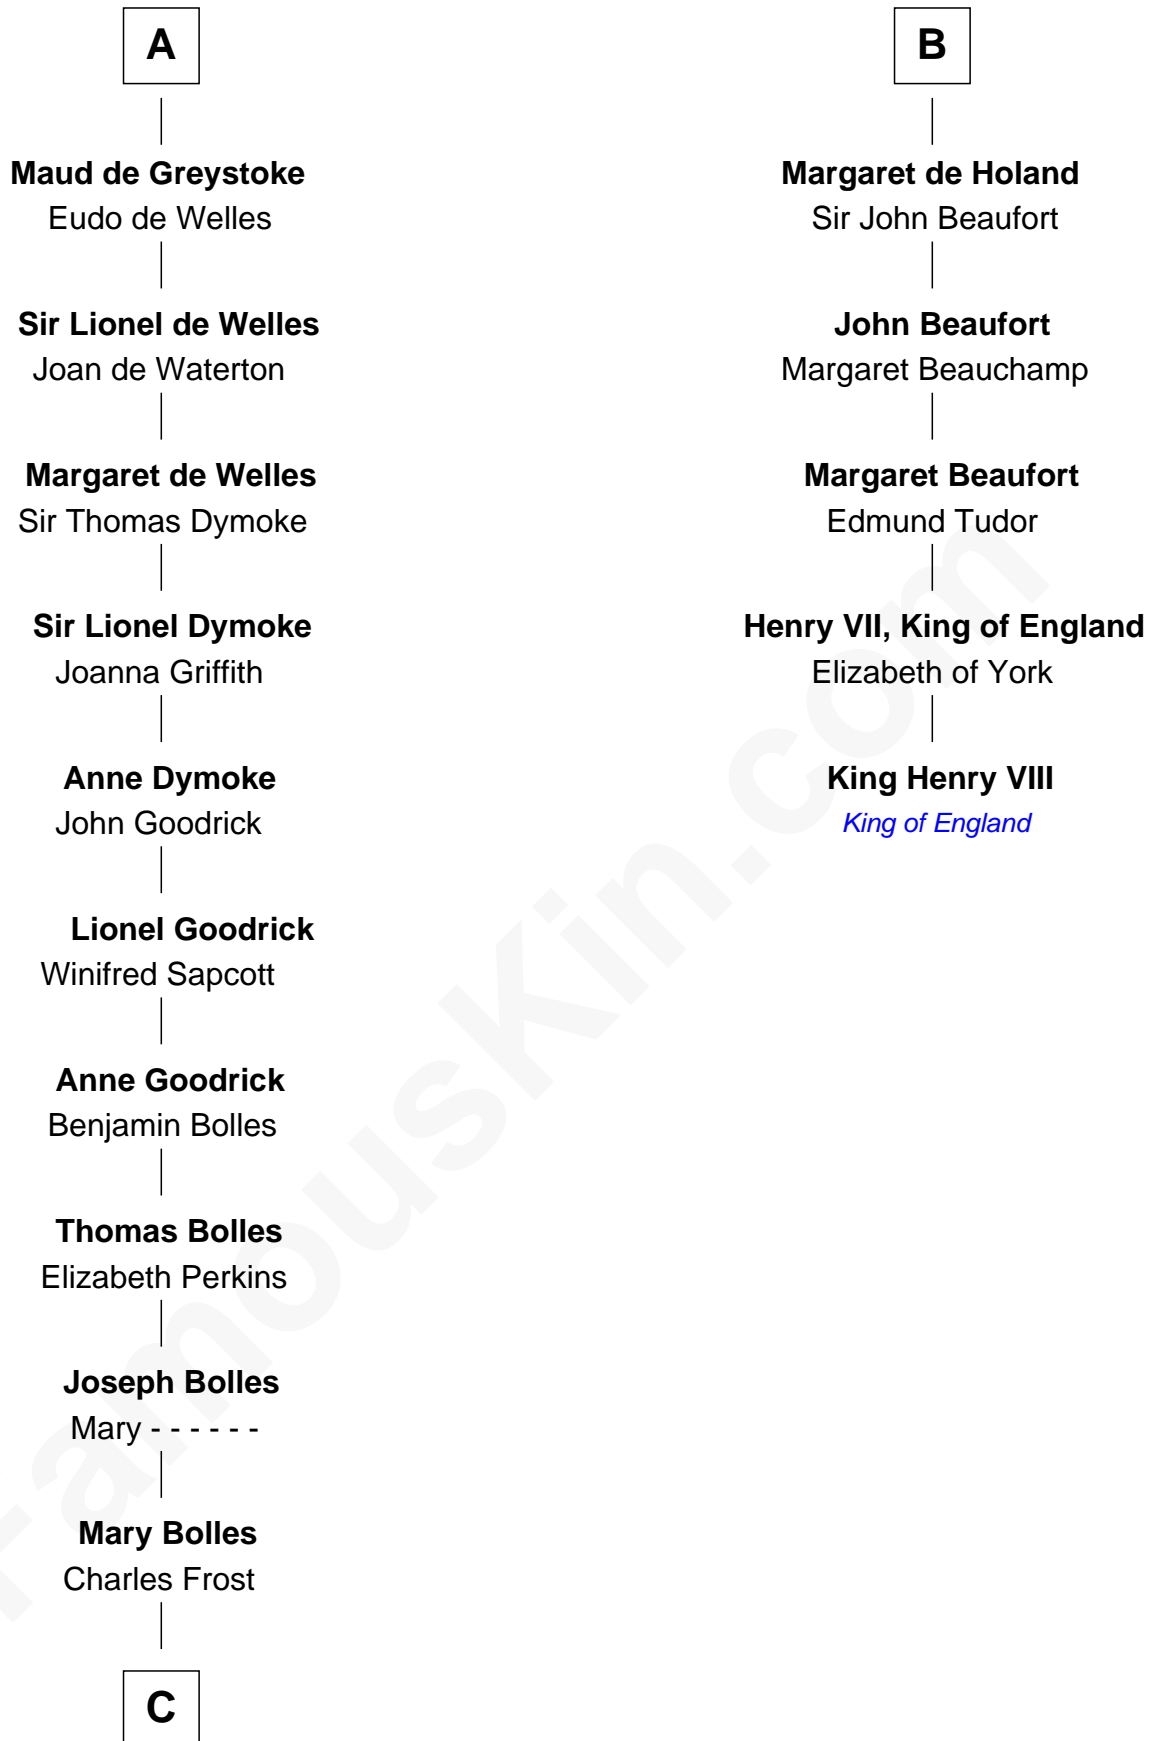 A
Maud de Greystoke
Eudo de Welles
Sir Lionel de Welles
Joan de Waterton
Margaret de Welles
Sir Thomas Dymoke
Sir Lionel Dymoke
Joanna Griffith
Anne Dymoke
John Goodrick
Lionel Goodrick
Winifred Sapcott
Anne Goodrick
Benjamin Bolles
Thomas Bolles
Elizabeth Perkins
Joseph Bolles
Mary - - - - - -
Mary Bolles
Charles Frost
C
B
Margaret de Holand
Sir John Beaufort
John Beaufort
Margaret Beauchamp
Margaret Beaufort
Edmund Tudor
Henry VII, King of England
Elizabeth of York
King Henry VIII
King of England
FamousKin.com